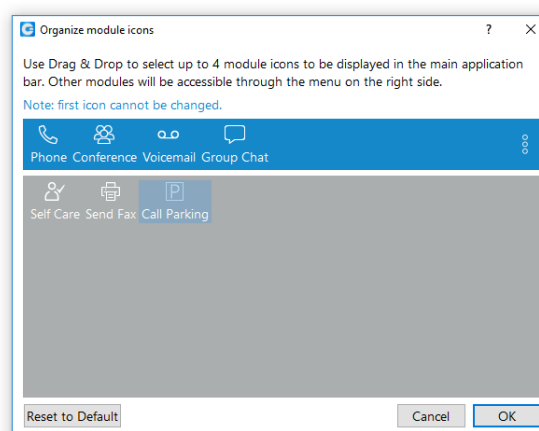 Organize module icons
?
Use Drag & Drop to select up to 4 module icons to be displayed in the main application
bar. Other modules will be accessible through the menu on the right side.
Note: first icon cannot be changed.
Phone Conference Voicemail Group Chat
P
Self Care Send Fax Call Parking
Reset to Default Cancel OK